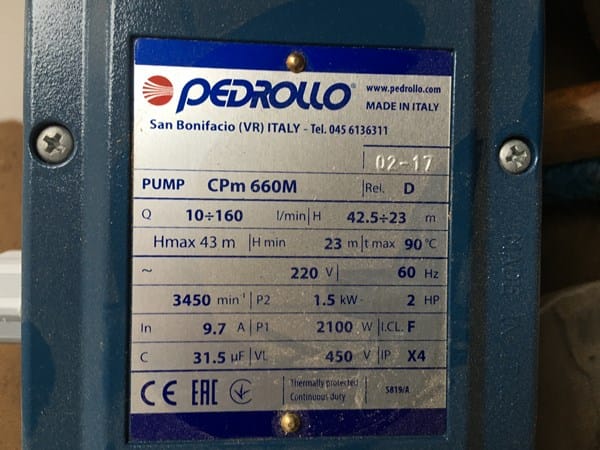 PEDROLLO® www.pedrollo.com
MADE IN ITALY
San Bonifacio (VR) ITALY - Tel. 045 6136311
02-17
PUMP CPm 660M Rel. D
Q 10÷160 l/min H 42.5÷23 m
Hmax 43 m H min 23 m t max 90 °C
~ 220 V 60 Hz
3450 min⁻¹ P2 1.5 kW 2 HP
In 9.7 A P1 2100 W I.CL. F
C 31.5 µF VL 450 V IP X4
CE EAC Thermally protected
Continuous duty
S819/A
MADE IN